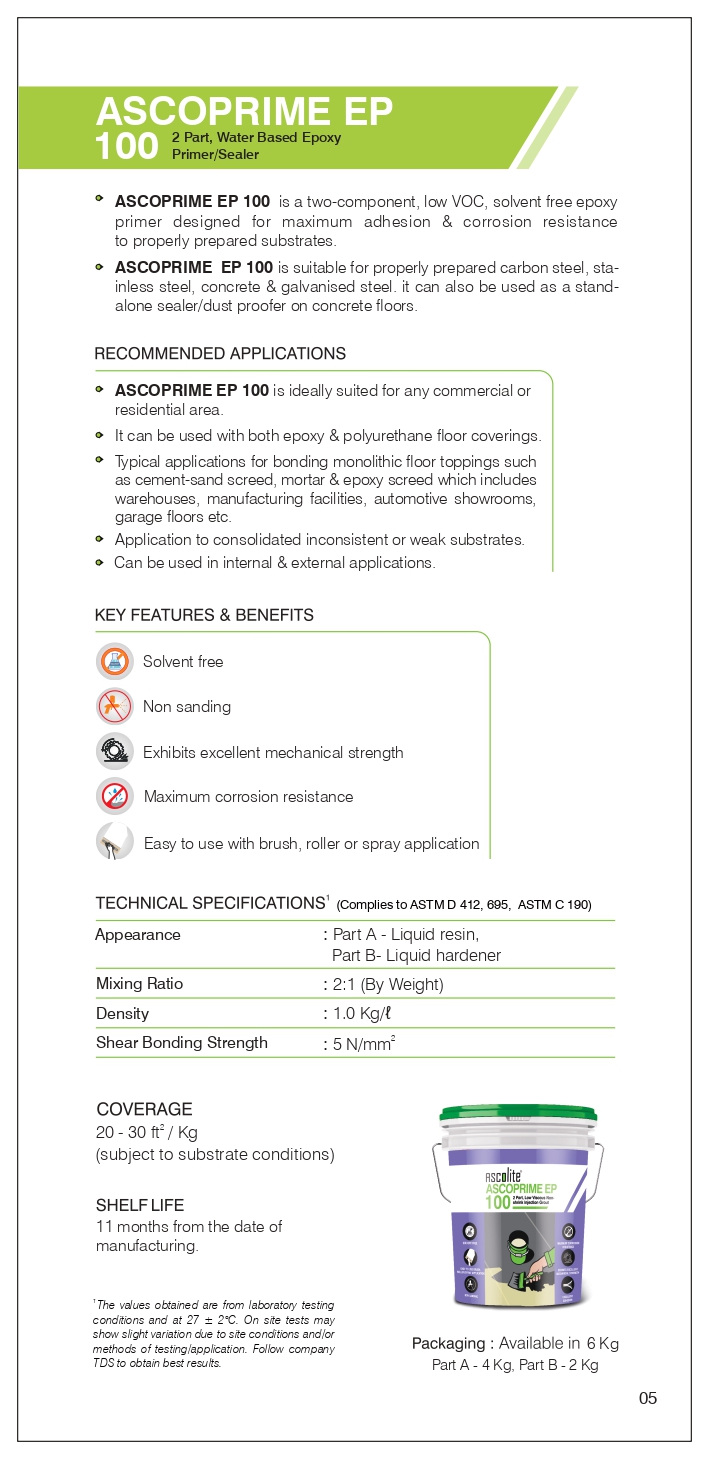 ASCOPRIME EP
100 2 Part, Water Based Epoxy
Primer/Sealer
ASCOPRIME EP 100 is a two-component, low VOC, solvent free epoxy
primer designed for maximum adhesion & corrosion resistance
to properly prepared substrates.
ASCOPRIME EP 100 is suitable for properly prepared carbon steel, sta-
inless steel, concrete & galvanised steel. it can also be used as a stand-
alone sealer/dust proofer on concrete floors.
RECOMMENDED APPLICATIONS
ASCOPRIME EP 100 is ideally suited for any commercial or
residential area.
It can be used with both epoxy & polyurethane floor coverings.
Typical applications for bonding monolithic floor toppings such
as cement-sand screed, mortar & epoxy screed which includes
warehouses, manufacturing facilities, automotive showrooms,
garage floors etc.
Application to consolidated inconsistent or weak substrates.
Can be used in internal & external applications.
KEY FEATURES & BENEFITS
Solvent free
Non sanding
Exhibits excellent mechanical strength
Maximum corrosion resistance
Easy to use with brush, roller or spray application
TECHNICAL SPECIFICATIONS¹ (Complies to ASTM D 412, 695, ASTM C 190)
Appearance : Part A - Liquid resin,
Part B- Liquid hardener
Mixing Ratio : 2:1 (By Weight)
Density : 1.0 Kg/ℓ
Shear Bonding Strength : 5 N/mm²
COVERAGE
20 - 30 ft² / Kg
(subject to substrate conditions)
SHELF LIFE
11 months from the date of
manufacturing.
¹The values obtained are from laboratory testing
conditions and at 27 ± 2°C. On site tests may
show slight variation due to site conditions and/or
methods of testing/application. Follow company
TDS to obtain best results.
ASCOlite®
ASCOPRIME EP
100 2 Part, Low Viscous Non-
shrink Injection Grout
Packaging : Available in 6 Kg
Part A - 4 Kg, Part B - 2 Kg
05